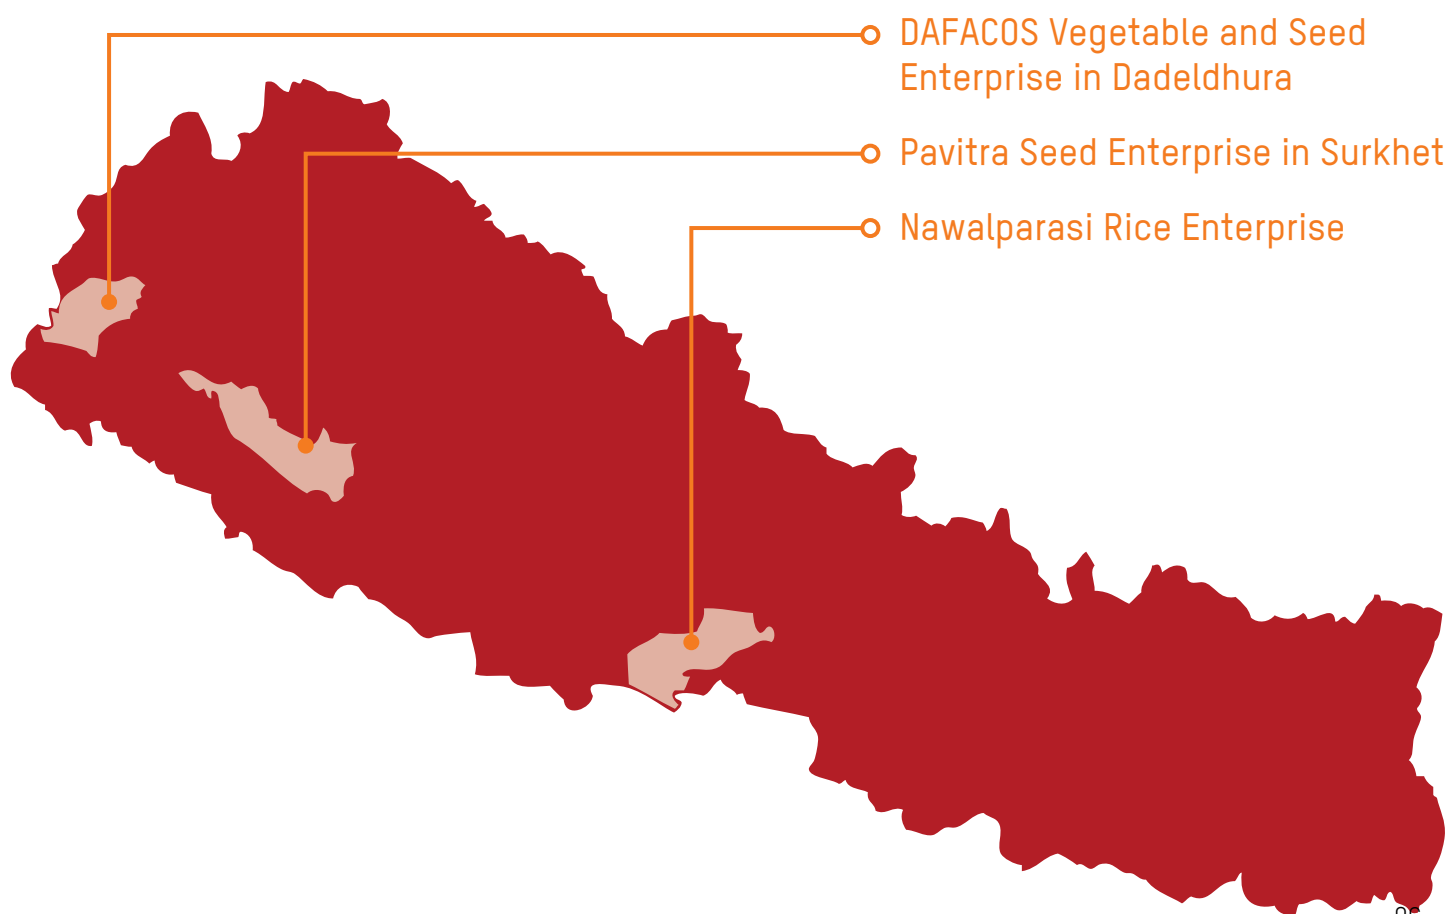 DAFACOS Vegetable and Seed
Enterprise in Dadeldhura
Pavitra Seed Enterprise in Surkhet
Nawalparasi Rice Enterprise